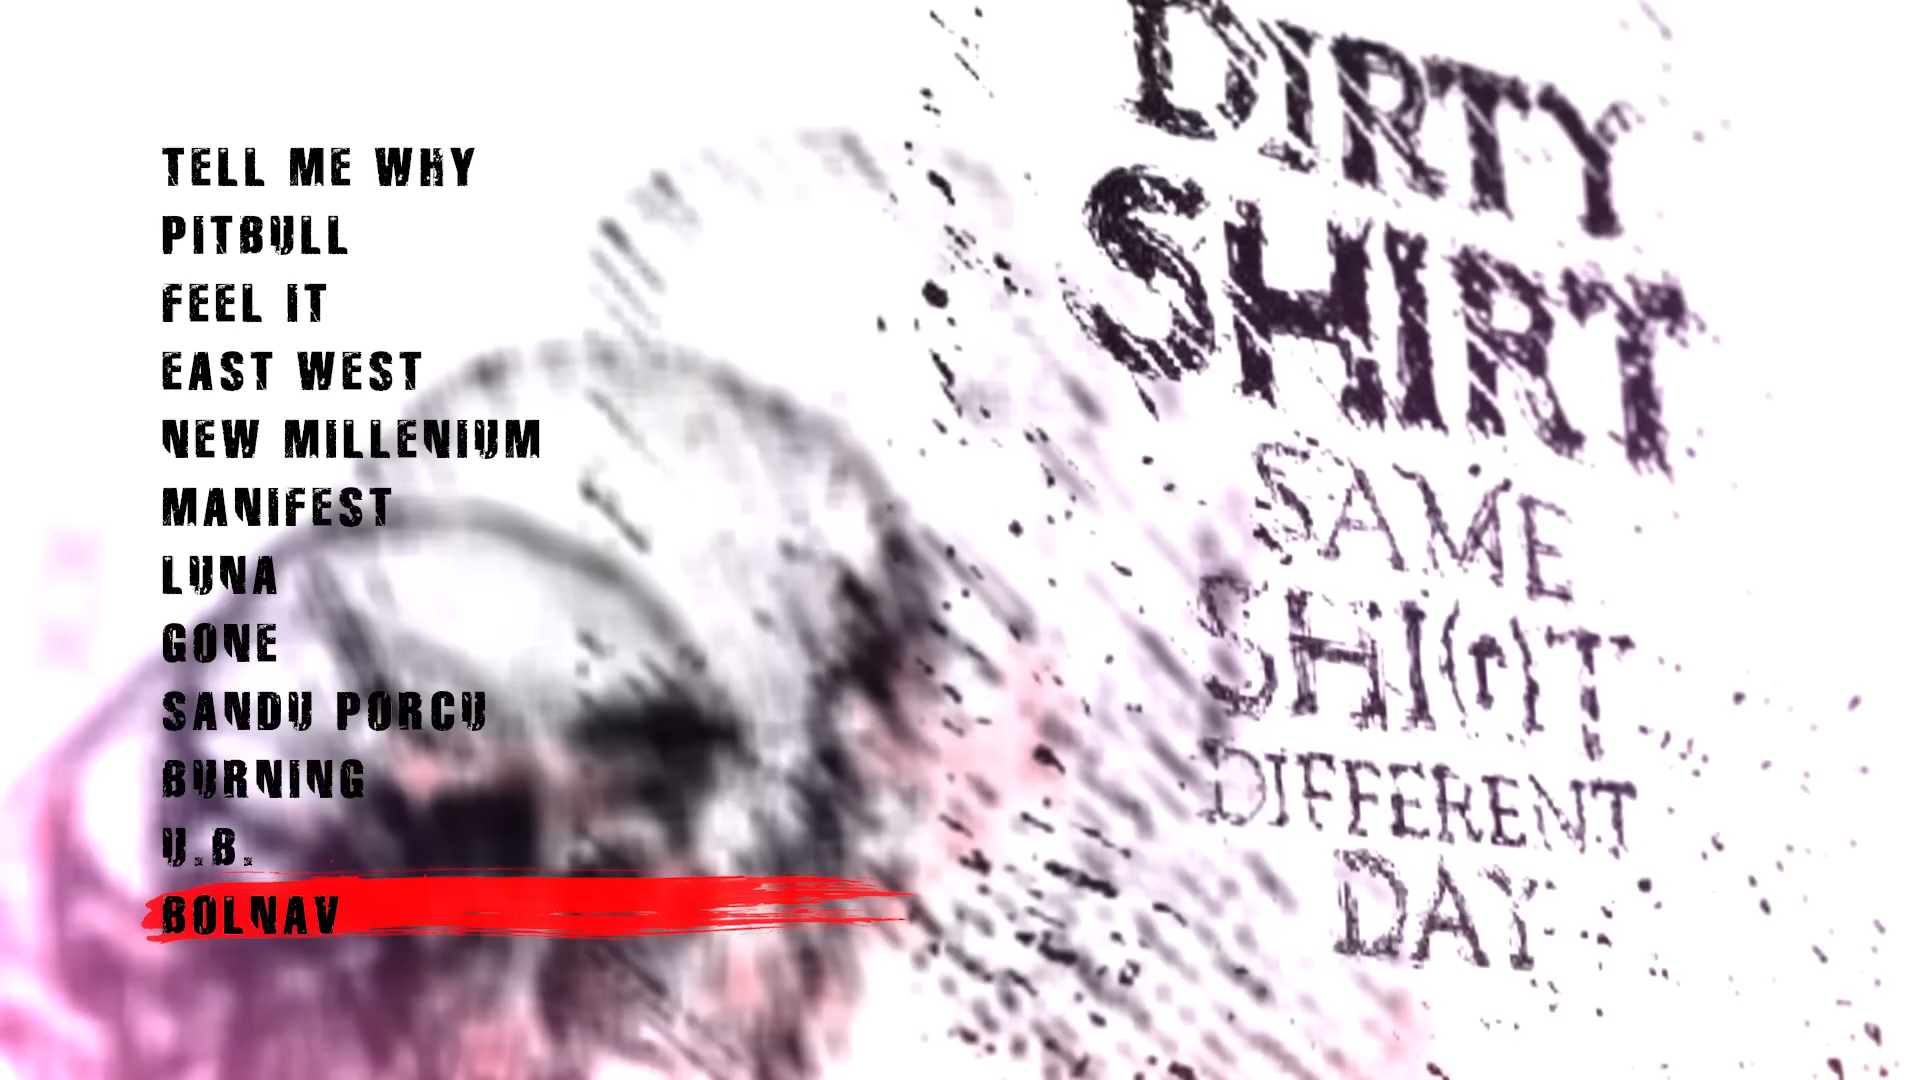 TELL ME WHY
PITBULL
FEEL IT
EAST WEST
NEW MILLENIUM
MANIFEST
LUNA
GONE
SANDU PORCU
BURNING
U.B.
BOLNAV
DIRTY
SHIRT
SAME
SHI(r)IT
DIFFERENT
DAY